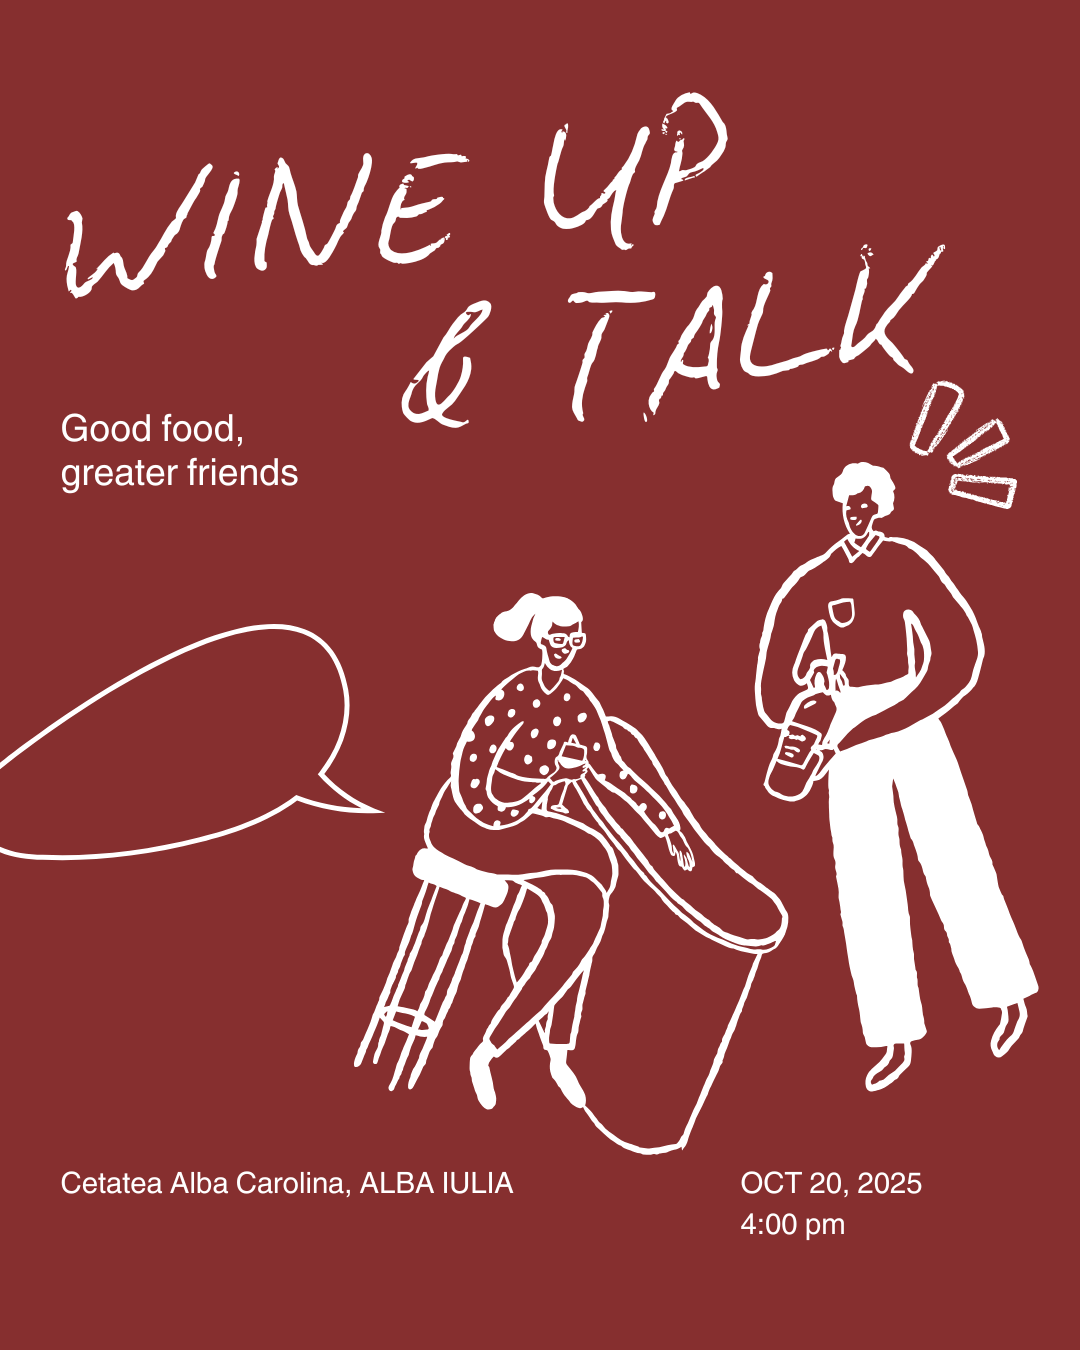 WINE UP
& TALK
Good food,
greater friends
Cetatea Alba Carolina, ALBA IULIA
OCT 20, 2025
4:00 pm